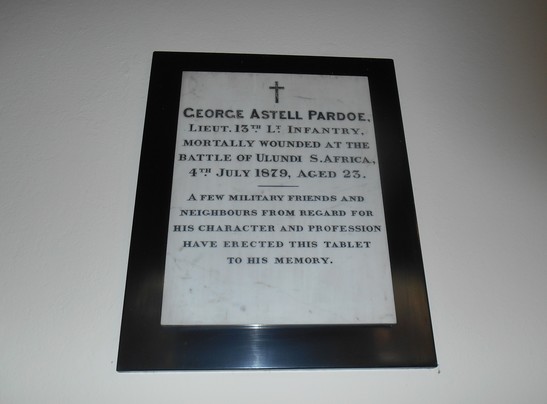 GEORGE ASTELL PARDOE,
LIEUT. 13TH LT INFANTRY,
MORTALLY WOUNDED AT THE
BATTLE OF ULUNDI S. AFRICA,
4TH JULY 1879, AGED 23.
A FEW MILITARY FRIENDS AND
NEIGHBOURS FROM REGARD FOR
HIS CHARACTER AND PROFESSION
HAVE ERECTED THIS TABLET
TO HIS MEMORY.